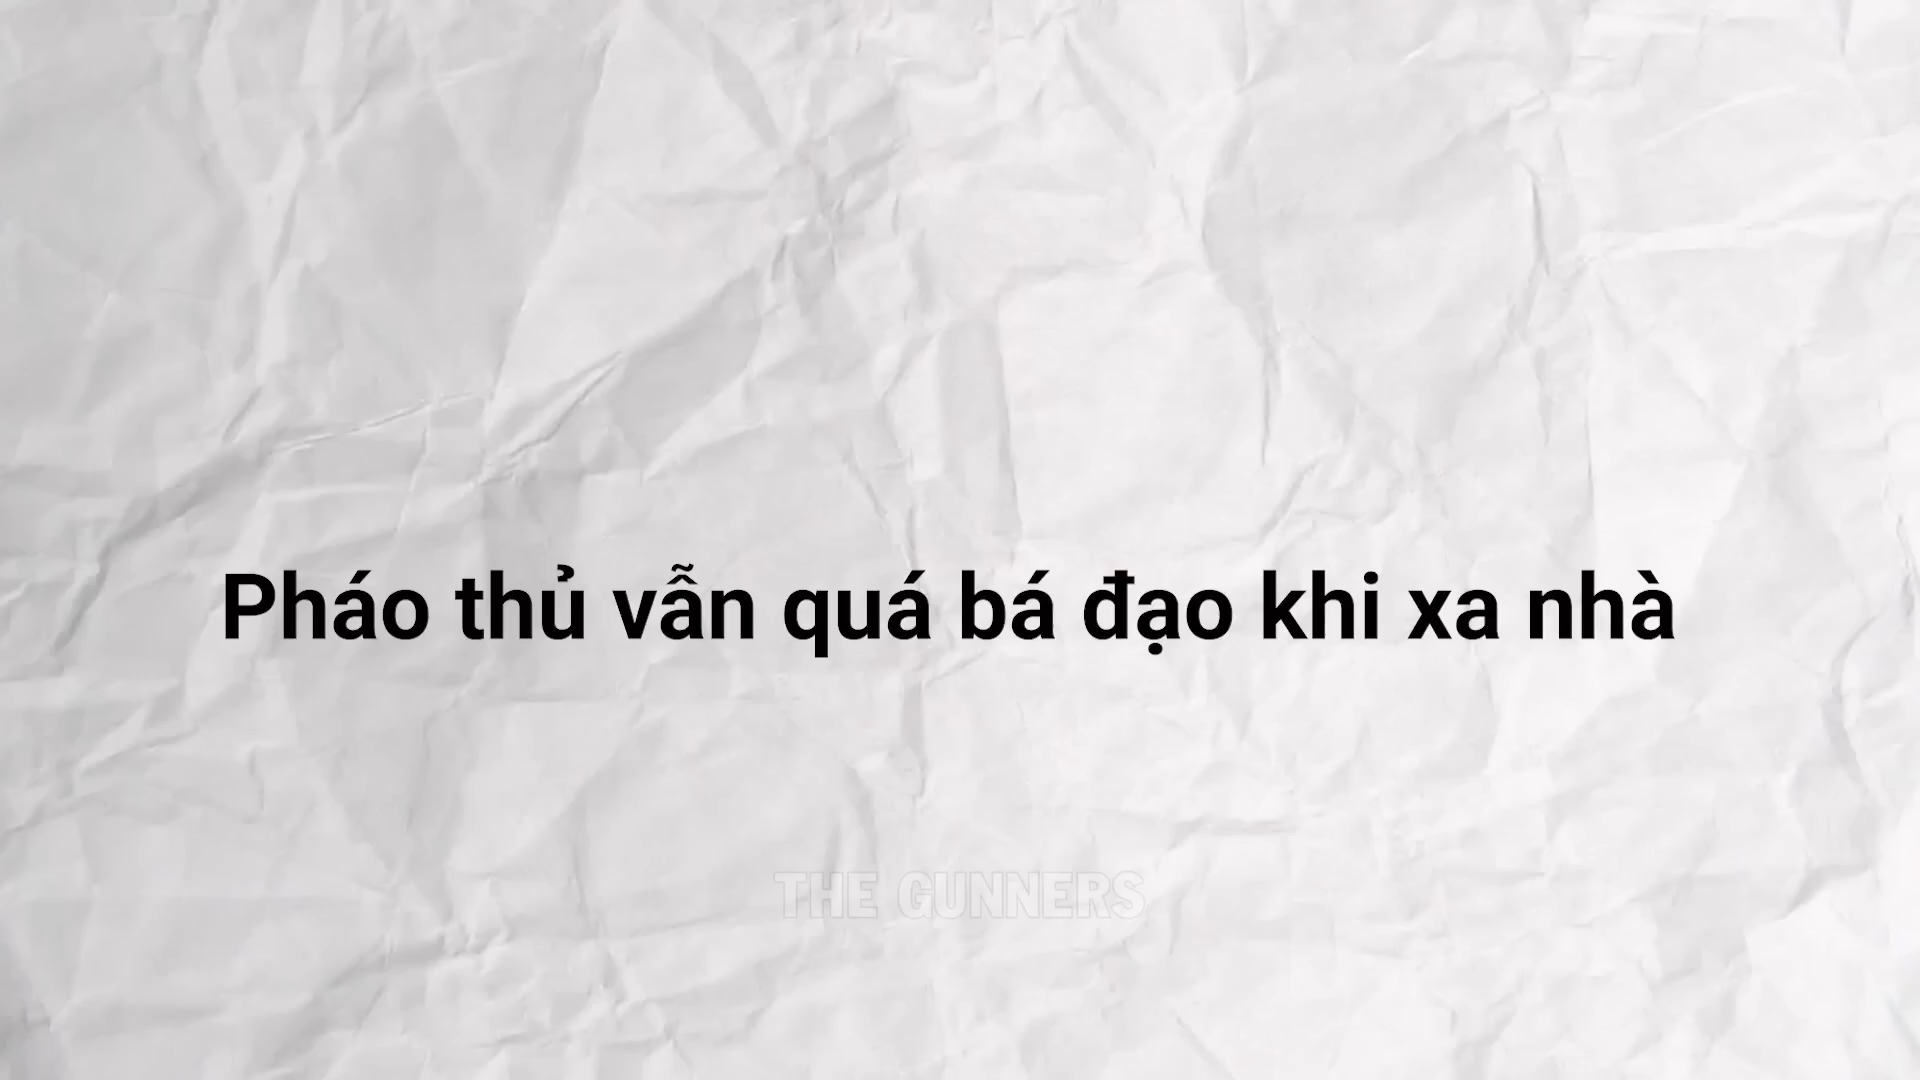 Pháo thủ vẫn quá bá đạo khi xa nhà
THE GUNNERS